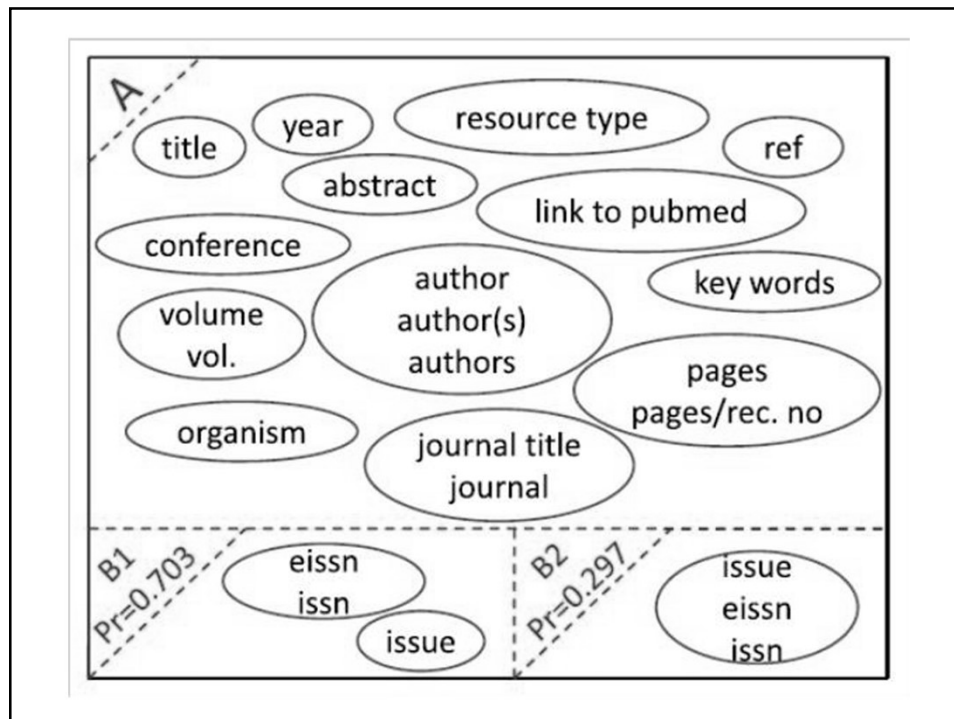 A
title
year
resource type
ref
abstract
link to pubmed
conference
author
author(s)
authors
key words
volume
vol.
pages
pages/rec. no
organism
journal title
journal
B1
Pr=0.703
eissn
issn
issue
B2
Pr=0.297
issue
eissn
issn